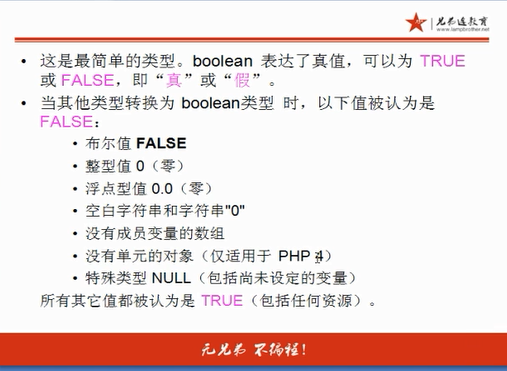 兄弟连教育
www.lampbrother.net
• 这是最简单的类型。boolean 表达了真值，可以为 TRUE
或 FALSE，即“真”或“假”。
• 当其他类型转换为 boolean类型 时，以下值被认为是
FALSE：
• 布尔值 FALSE
• 整型值 0（零）
• 浮点型值 0.0（零）
• 空白字符串和字符串"0"
• 没有成员变量的数组
• 没有单元的对象（仅适用于 PHP 4）
• 特殊类型 NULL（包括尚未设定的变量）
所有其它值都被认为是 TRUE（包括任何资源）。
无兄弟 不编程！